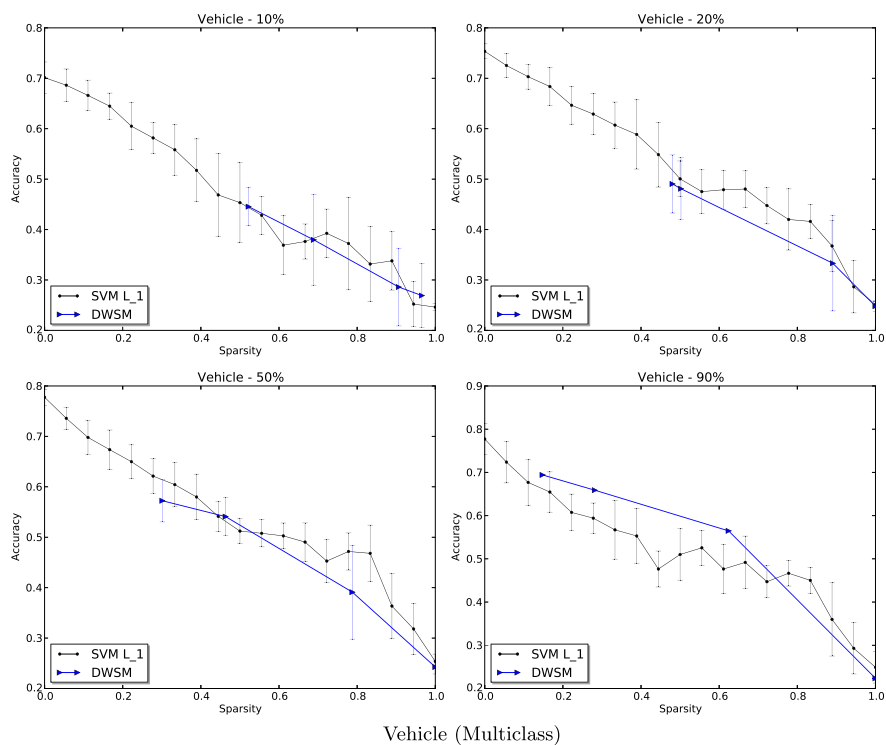 Vehicle - 10%
0.8
0.7
0.6
0.5
0.4
0.3
0.2
Accuracy
SVM L_1
DWSM
0.0 0.2 0.4 0.6 0.8 1.0
Sparsity
Vehicle - 20%
0.8
0.7
0.6
0.5
0.4
0.3
0.2
Accuracy
SVM L_1
DWSM
0.0 0.2 0.4 0.6 0.8 1.0
Sparsity
Vehicle - 50%
0.8
0.7
0.6
0.5
0.4
0.3
0.2
Accuracy
SVM L_1
DWSM
0.0 0.2 0.4 0.6 0.8 1.0
Sparsity
Vehicle - 90%
0.9
0.8
0.7
0.6
0.5
0.4
0.3
0.2
Accuracy
SVM L_1
DWSM
0.0 0.2 0.4 0.6 0.8 1.0
Sparsity
Vehicle (Multiclass)